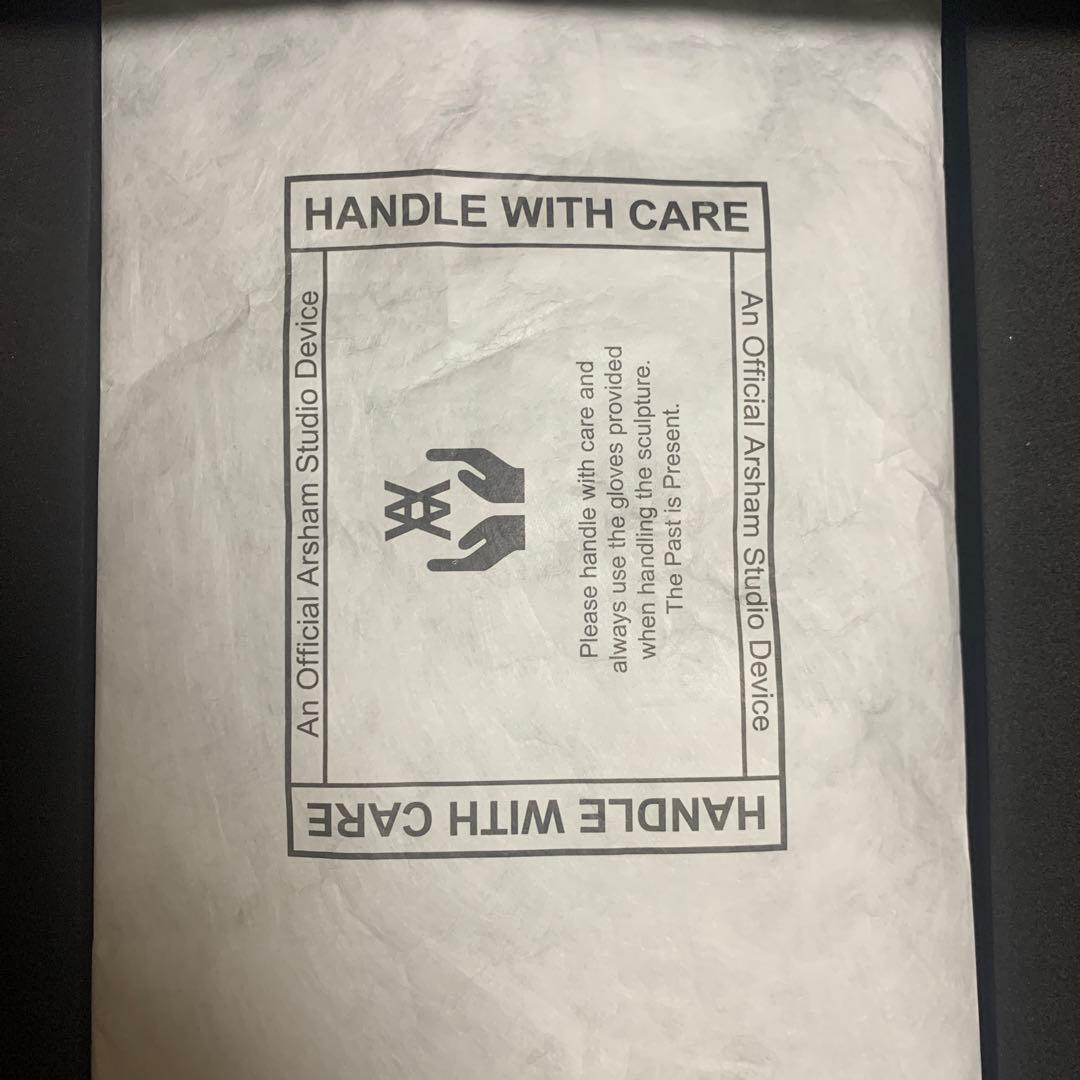 HANDLE WITH CARE
An Official Arsham Studio Device
Please handle with care and
always use the gloves provided
when handling the sculpture.
The Past is Present.
An Official Arsham Studio Device
HANDLE WITH CARE